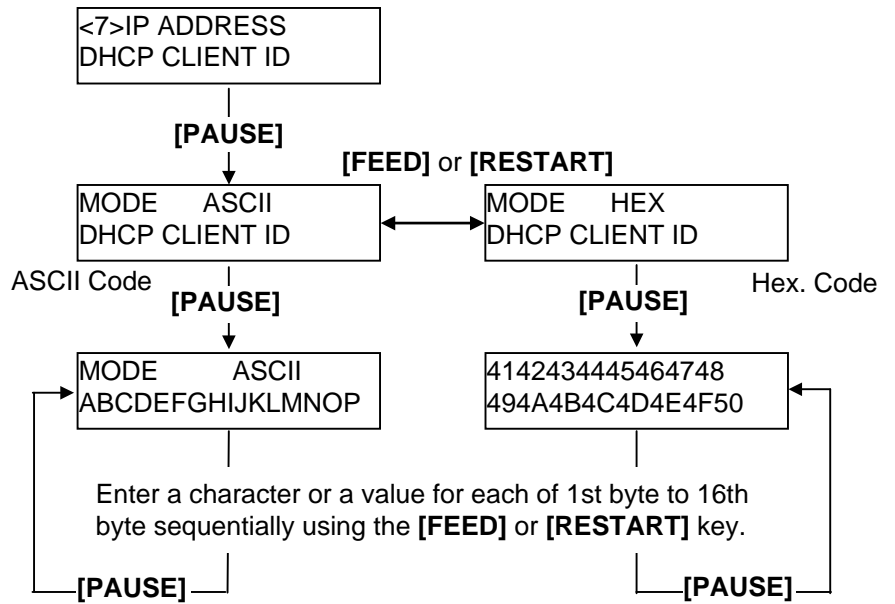 <7>IP ADDRESS
DHCP CLIENT ID
[PAUSE]
[FEED] or [RESTART]
MODE ASCII
DHCP CLIENT ID
MODE HEX
DHCP CLIENT ID
ASCII Code
[PAUSE]
[PAUSE]
Hex. Code
MODE ASCII
ABCDEFGHIJKLMNOP
4142434445464748
494A4B4C4D4E4F50
Enter a character or a value for each of 1st byte to 16th
byte sequentially using the [FEED] or [RESTART] key.
[PAUSE]
[PAUSE]